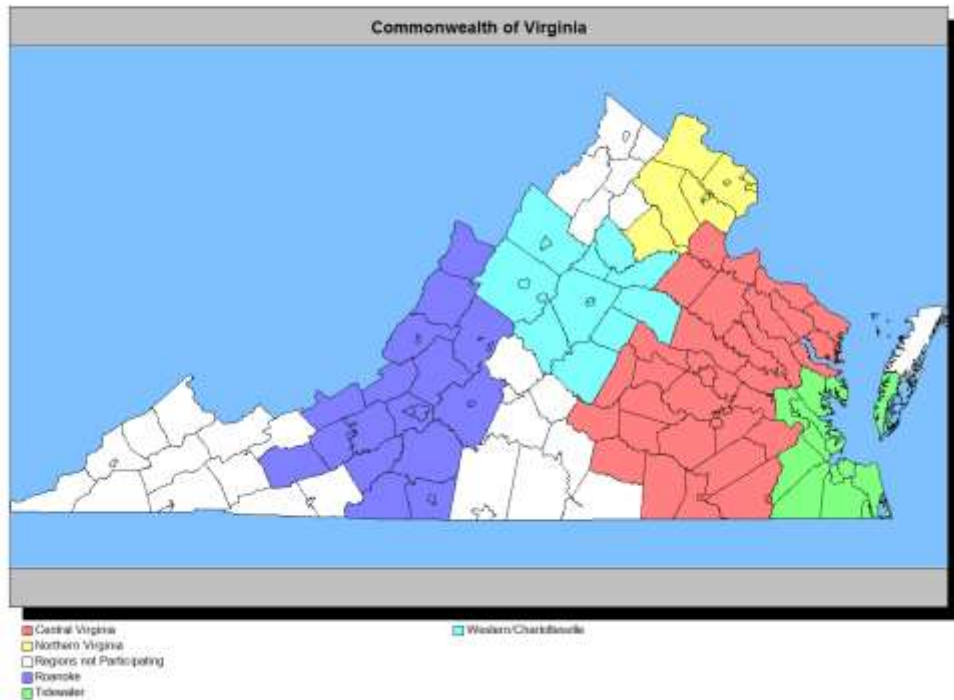 Commonwealth of Virginia
Central Virginia
Northern Virginia
Regions not Participating
Roanoke
Tidewater
Western/Charlottesville